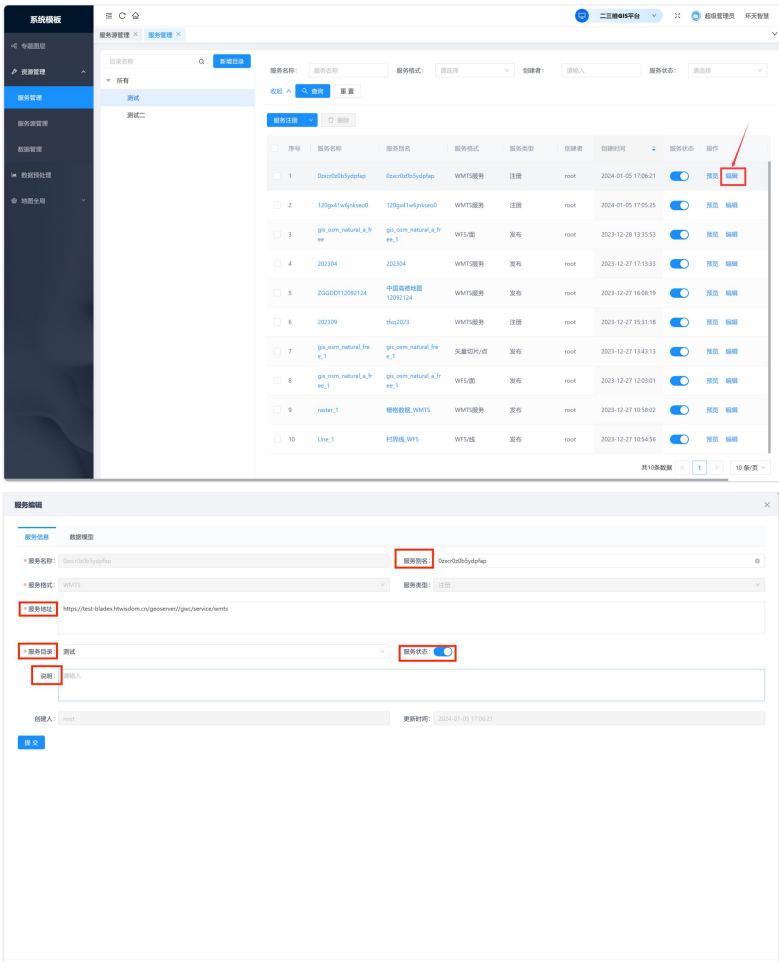 系统模板
二三维GIS平台 超级管理员 环天智慧
服务源管理 × 服务管理 ×
专题图层
资源管理
服务管理
服务源管理
数据管理
数据预处理
地图全局
目录名称 新增目录
所有
测试
测试二
服务名称: 服务名称 服务格式: 请选择 创建者: 请输入 服务状态: 请选择
收起 查询 重置
服务注册 删除
序号 服务名称 服务别名 服务格式 服务类型 创建者 创建时间 服务状态 操作
1 0zxcr0z0b5ydpfap 0zxcr0z0b5ydpfap WMTS服务 注册 root 2024-01-05 17:06:21 预览 编辑
2 120gx41w6jnkseo0 120gx41w6jnkseo0 WMTS服务 注册 root 2024-01-05 17:05:25 预览 编辑
3 gis_osm_natural_a_free gis_osm_natural_a_free_1 WFS/面 发布 root 2023-12-28 13:35:53 预览 编辑
4 202304 202304 WMTS服务 发布 root 2023-12-27 17:13:33 预览 编辑
5 ZGGDDT12092124 中国高德地图12092124 WMTS服务 发布 root 2023-12-27 16:08:19 预览 编辑
6 202309 tfxq2023 WMTS服务 注册 root 2023-12-27 15:31:18 预览 编辑
7 gis_osm_natural_free_1 gis_osm_natural_free_1 矢量切片/点 发布 root 2023-12-27 13:43:13 预览 编辑
8 gis_osm_natural_a_free_1 gis_osm_natural_a_free_1 WFS/面 发布 root 2023-12-27 12:03:01 预览 编辑
9 raster_1 栅格数据_WMTS WMTS服务 发布 root 2023-12-27 10:58:02 预览 编辑
10 Line_1 村界线_WFS WFS/线 发布 root 2023-12-27 10:54:56 预览 编辑
共10条数据 < 1 > 10 条/页
服务编辑 ×
服务信息 数据模型
* 服务名称: 0zxcr0z0b5ydpfap 服务别名: 0zxcr0z0b5ydpfap
* 服务格式: WMTS 服务类型: 注册
* 服务地址: https://test-bladex.htwisdom.cn/geoserver//gwc/service/wmts
* 服务目录: 测试 服务状态:
说明: 请输入
创建人: root 更新时间: 2024-01-05 17:06:21
提交